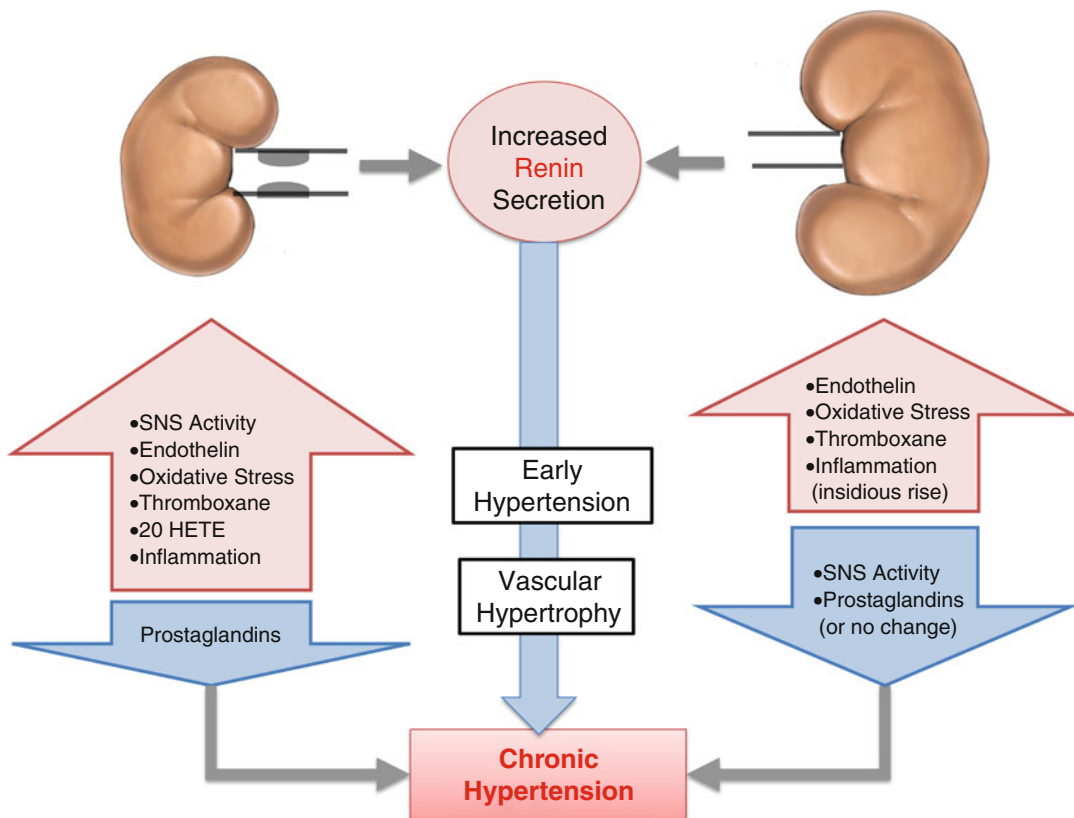 Increased
Renin
Secretion
•SNS Activity
•Endothelin
•Oxidative Stress
•Thromboxane
•20 HETE
•Inflammation
Prostaglandins
Early
Hypertension
Vascular
Hypertrophy
•Endothelin
•Oxidative Stress
•Thromboxane
•Inflammation
(insidious rise)
•SNS Activity
•Prostaglandins
(or no change)
Chronic
Hypertension